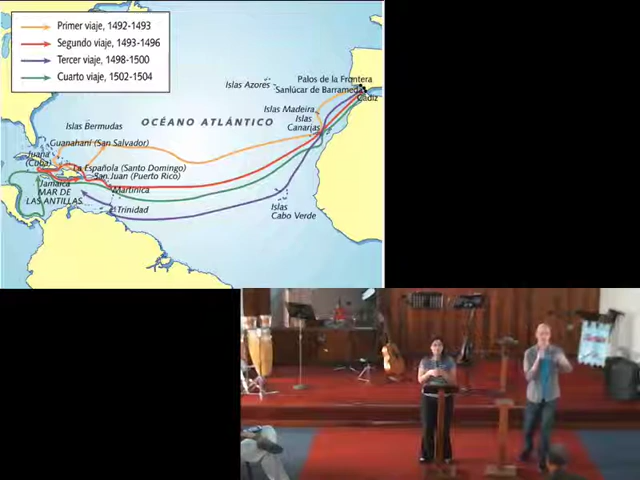 Primer viaje, 1492-1493
Segundo viaje, 1493-1496
Tercer viaje, 1498-1500
Cuarto viaje, 1502-1504
Palos de la Frontera
Islas Azores
Sanlúcar de Barrameda
Cádiz
Islas Madeira
Islas
Canarias
OCÉANO ATLÁNTICO
Islas Bermudas
Guanahaní (San Salvador)
Juana
(Cuba)
La Española (Santo Domingo)
San Juan (Puerto Rico)
Jamaica
Martinica
MAR DE
LAS ANTILLAS
Trinidad
Islas
Cabo Verde